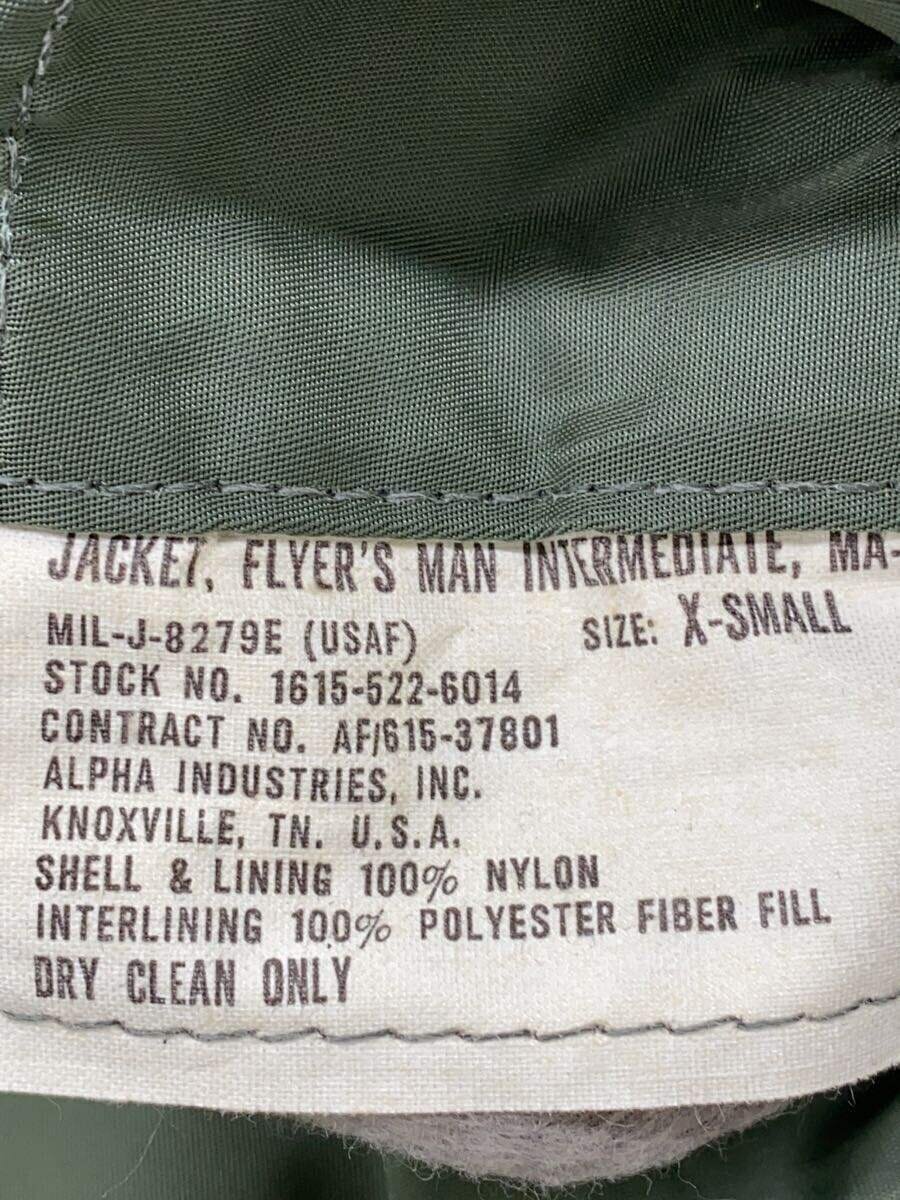 JACKET, FLYER'S MAN INTERMEDIATE, MA-
MIL-J-8279E (USAF) SIZE: X-SMALL
STOCK NO. 1615-522-6014
CONTRACT NO. AF/615-37801
ALPHA INDUSTRIES, INC.
KNOXVILLE, TN. U.S.A.
SHELL & LINING 100% NYLON
INTERLINING 100% POLYESTER FIBER FILL
DRY CLEAN ONLY